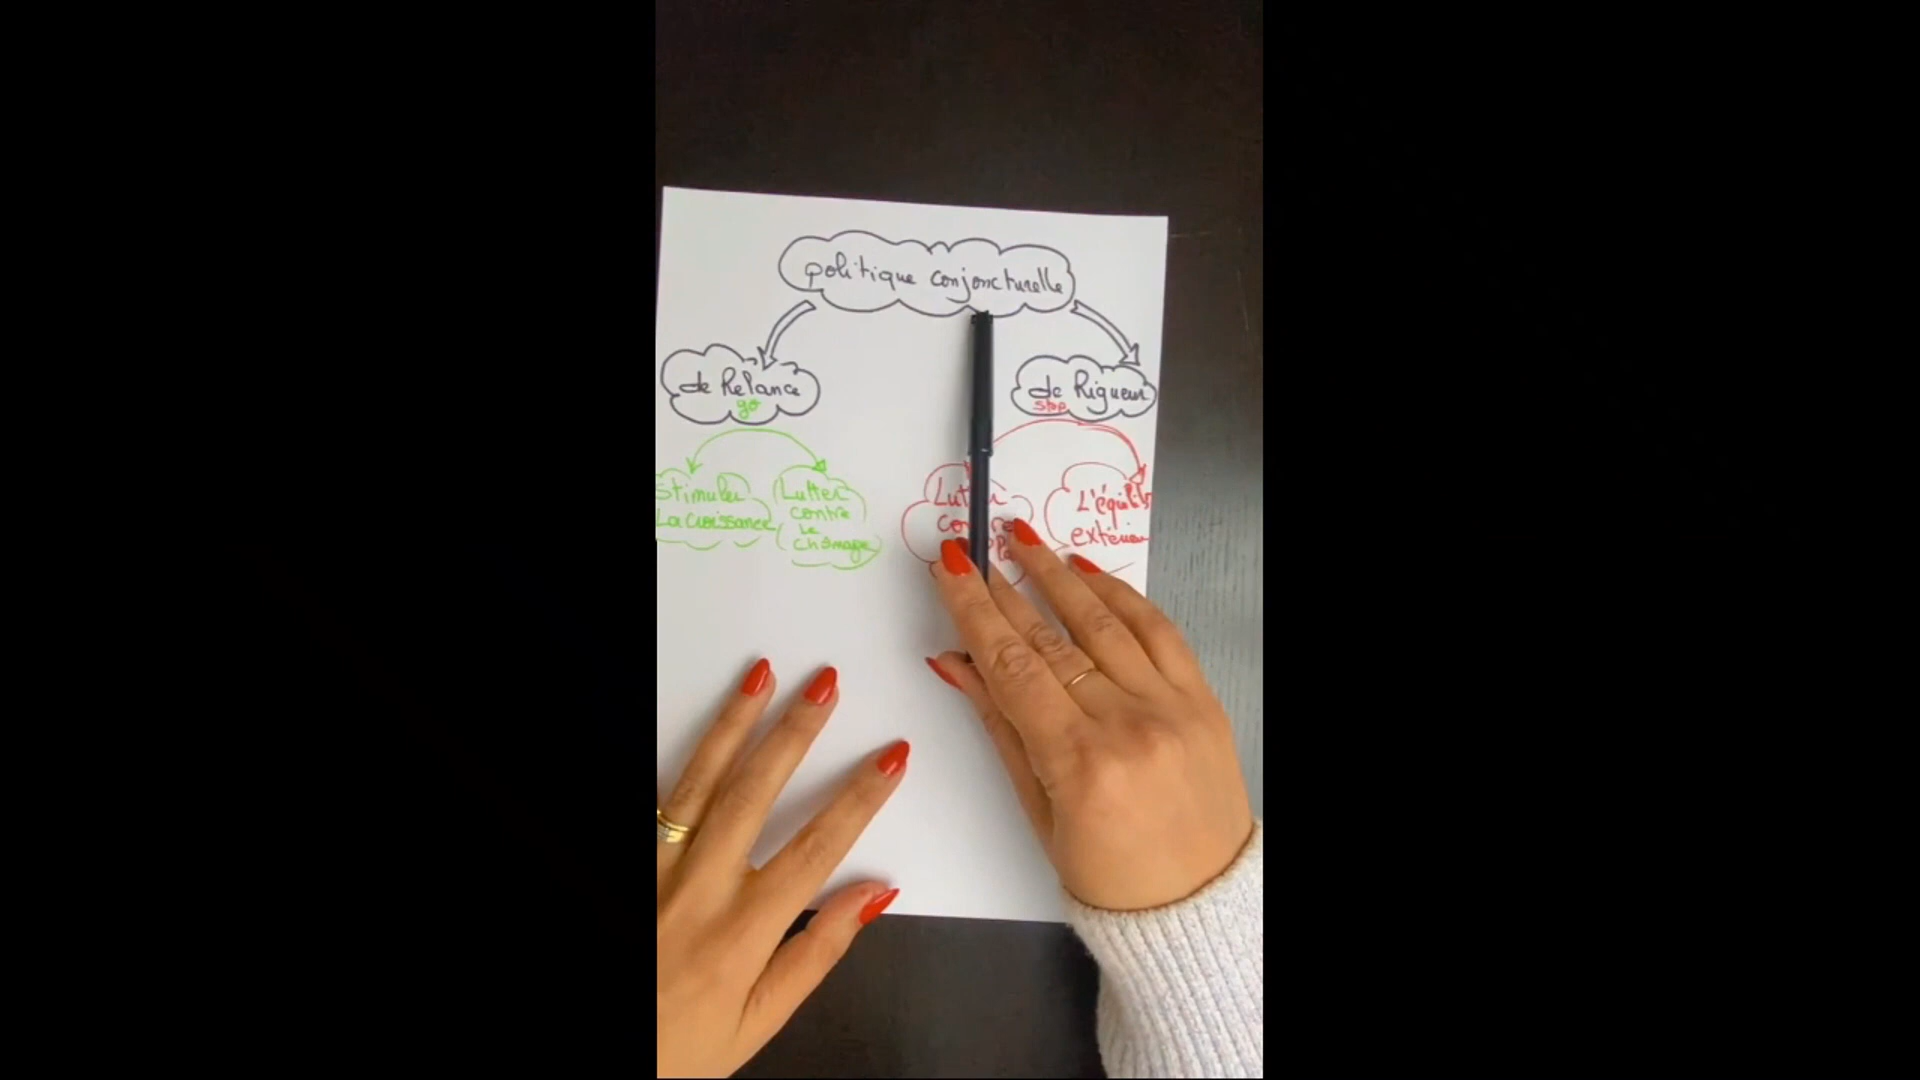 politique conjoncturelle
de Relance
go
de Rigueur
stop
Stimuler
La croissance
Lutter
contre
Le
chômage
extérieur